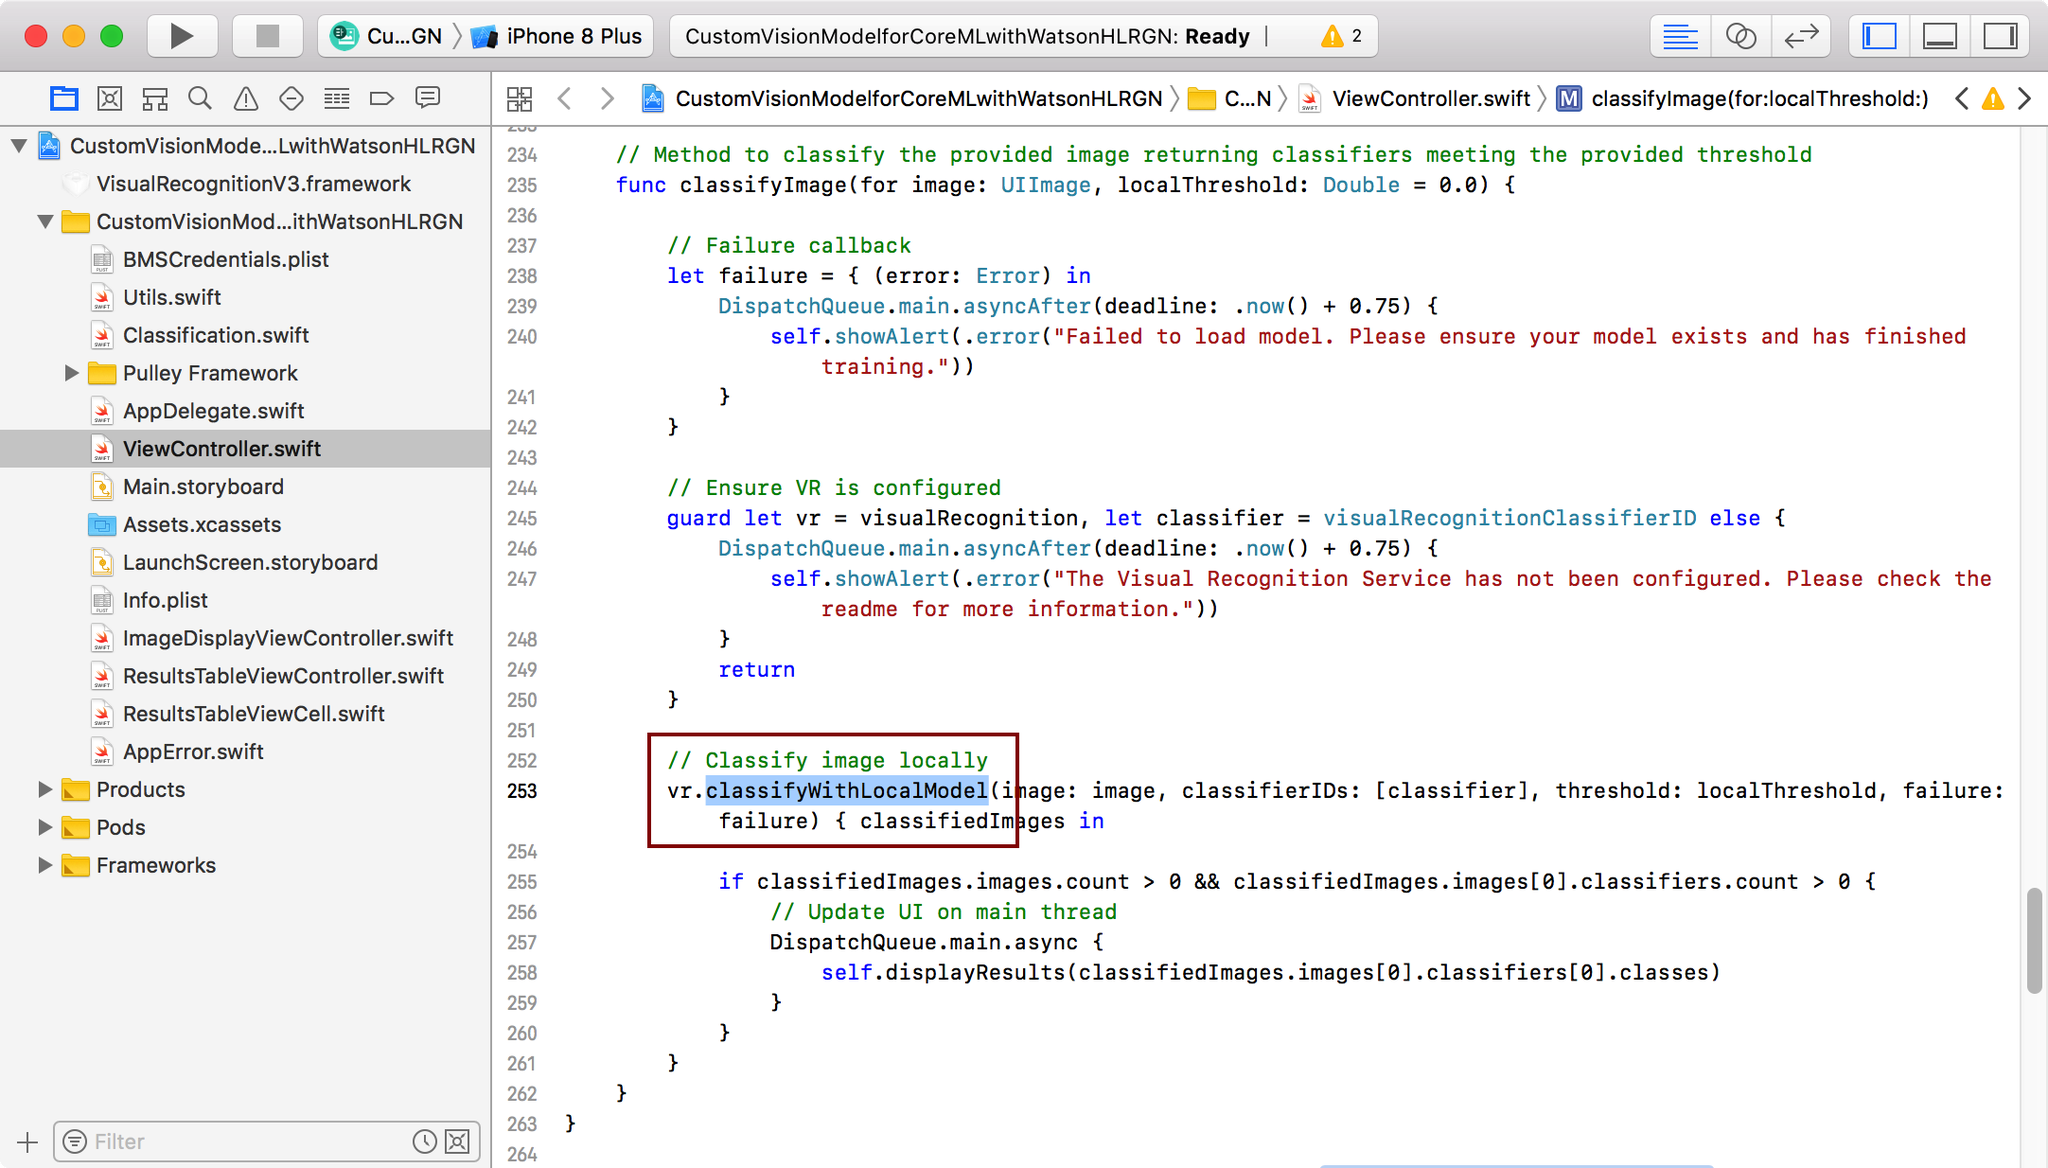 Cu...GN
iPhone 8 Plus
CustomVisionModelforCoreMLwithWatsonHLRGN: Ready
2
CustomVisionModelforCoreMLwithWatsonHLRGN
C...N
ViewController.swift
M
classifyImage(for:localThreshold:)
CustomVisionMode...LwithWatsonHLRGN
VisualRecognitionV3.framework
CustomVisionMod...ithWatsonHLRGN
BMSCredentials.plist
Utils.swift
Classification.swift
Pulley Framework
AppDelegate.swift
ViewController.swift
Main.storyboard
Assets.xcassets
LaunchScreen.storyboard
Info.plist
ImageDisplayViewController.swift
ResultsTableViewController.swift
ResultsTableViewCell.swift
AppError.swift
Products
Pods
Frameworks
Filter
234 // Method to classify the provided image returning classifiers meeting the provided threshold
235 func classifyImage(for image: UIImage, localThreshold: Double = 0.0) {
236
237 // Failure callback
238 let failure = { (error: Error) in
239 DispatchQueue.main.asyncAfter(deadline: .now() + 0.75) {
240 self.showAlert(.error("Failed to load model. Please ensure your model exists and has finished
training."))
241 }
242 }
243
244 // Ensure VR is configured
245 guard let vr = visualRecognition, let classifier = visualRecognitionClassifierID else {
246 DispatchQueue.main.asyncAfter(deadline: .now() + 0.75) {
247 self.showAlert(.error("The Visual Recognition Service has not been configured. Please check the
readme for more information."))
248 }
249 return
250 }
251
252 // Classify image locally
253 vr.classifyWithLocalModel(image: image, classifierIDs: [classifier], threshold: localThreshold, failure:
failure) { classifiedImages in
254
255 if classifiedImages.images.count > 0 && classifiedImages.images[0].classifiers.count > 0 {
256 // Update UI on main thread
257 DispatchQueue.main.async {
258 self.displayResults(classifiedImages.images[0].classifiers[0].classes)
259 }
260 }
261 }
262 }
263 }
264